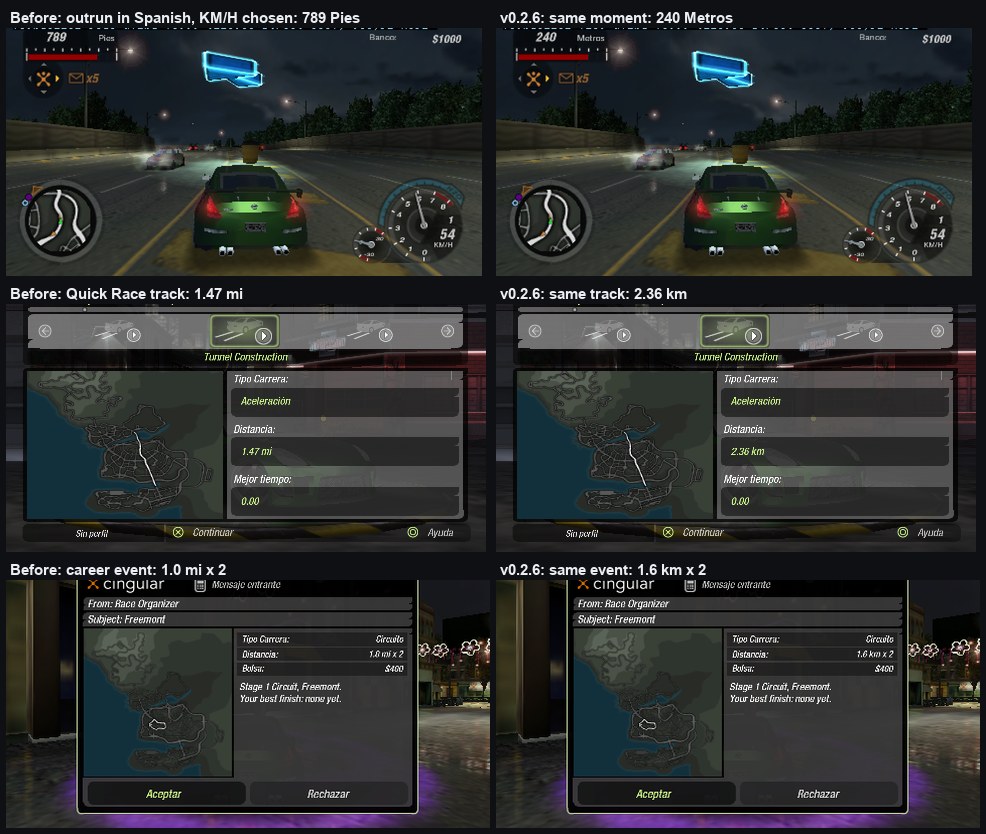 Before: outrun in Spanish, KM/H chosen: 789 Pies
v0.2.6: same moment: 240 Metros
789 Pies
Banco: $1000
x5
54
KM/H
240 Metros
Banco: $1000
x5
54
KM/H
Before: Quick Race track: 1.47 mi
v0.2.6: same track: 2.36 km
Tunnel Construction
Tipo Carrera:
Aceleración
Distancia:
1.47 mi
Mejor tiempo:
0.00
Sin perfil
Continuar
Ayuda
Tunnel Construction
Tipo Carrera:
Aceleración
Distancia:
2.36 km
Mejor tiempo:
0.00
Sin perfil
Continuar
Ayuda
Before: career event: 1.0 mi x 2
v0.2.6: same event: 1.6 km x 2
cingular
Mensaje entrante
From: Race Organizer
Subject: Freemont
Tipo Carrera: Circuito
Distancia: 1.0 mi x 2
Bolsa: $400
Stage 1 Circuit, Freemont.
Your best finish: none yet.
Aceptar
Rechazar
cingular
Mensaje entrante
From: Race Organizer
Subject: Freemont
Tipo Carrera: Circuito
Distancia: 1.6 km x 2
Bolsa: $400
Stage 1 Circuit, Freemont.
Your best finish: none yet.
Aceptar
Rechazar